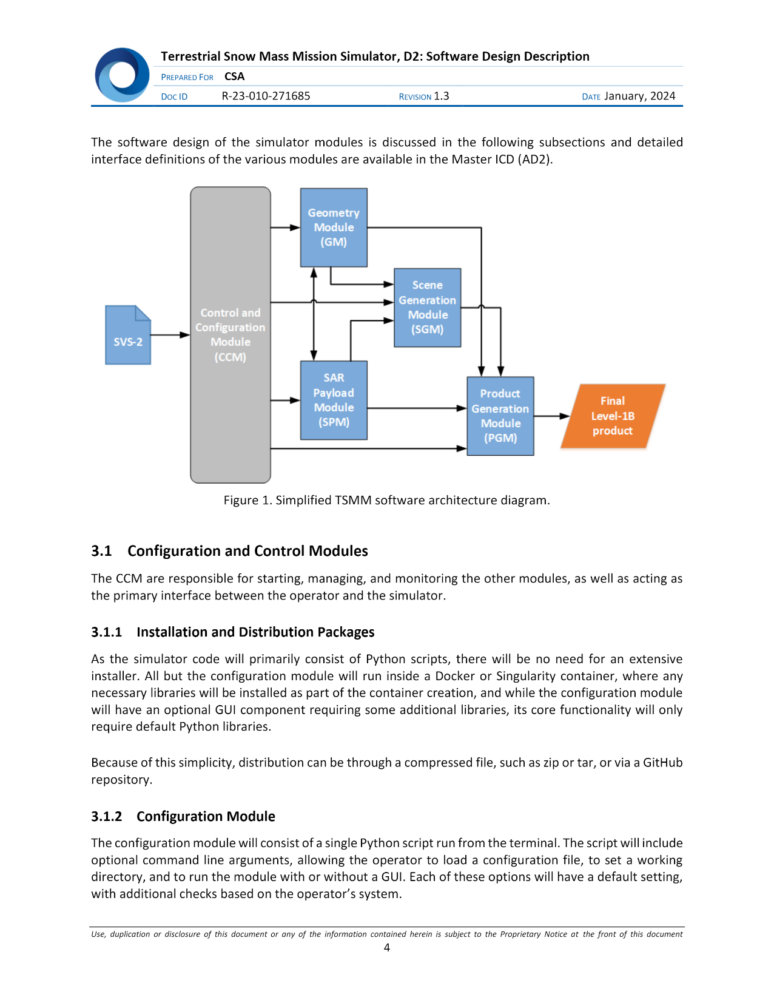 Terrestrial Snow Mass Mission Simulator, D2: Software Design Description
PREPARED FOR CSA
DOC ID R-23-010-271685 REVISION 1.3 DATE January, 2024
The software design of the simulator modules is discussed in the following subsections and detailed
interface definitions of the various modules are available in the Master ICD (AD2).
SVS-2
Control and
Configuration
Module
(CCM)
Geometry
Module
(GM)
Scene
Generation
Module
(SGM)
SAR
Payload
Module
(SPM)
Product
Generation
Module
(PGM)
Final
Level-1B
product
Figure 1. Simplified TSMM software architecture diagram.
3.1 Configuration and Control Modules
The CCM are responsible for starting, managing, and monitoring the other modules, as well as acting as
the primary interface between the operator and the simulator.
3.1.1 Installation and Distribution Packages
As the simulator code will primarily consist of Python scripts, there will be no need for an extensive
installer. All but the configuration module will run inside a Docker or Singularity container, where any
necessary libraries will be installed as part of the container creation, and while the configuration module
will have an optional GUI component requiring some additional libraries, its core functionality will only
require default Python libraries.
Because of this simplicity, distribution can be through a compressed file, such as zip or tar, or via a GitHub
repository.
3.1.2 Configuration Module
The configuration module will consist of a single Python script run from the terminal. The script will include
optional command line arguments, allowing the operator to load a configuration file, to set a working
directory, and to run the module with or without a GUI. Each of these options will have a default setting,
with additional checks based on the operator's system.
Use, duplication or disclosure of this document or any of the information contained herein is subject to the Proprietary Notice at the front of this document
4